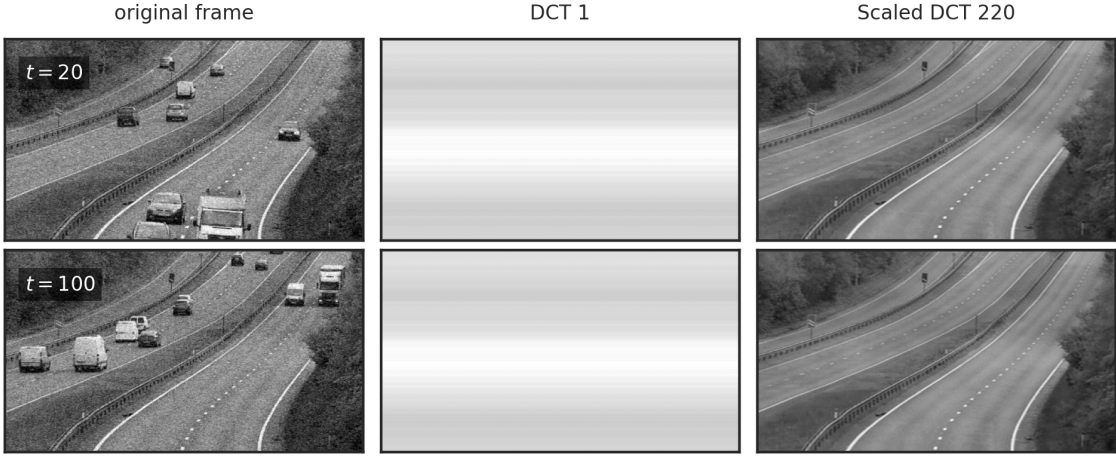 original frame
DCT 1
Scaled DCT 220
t = 20
t = 100